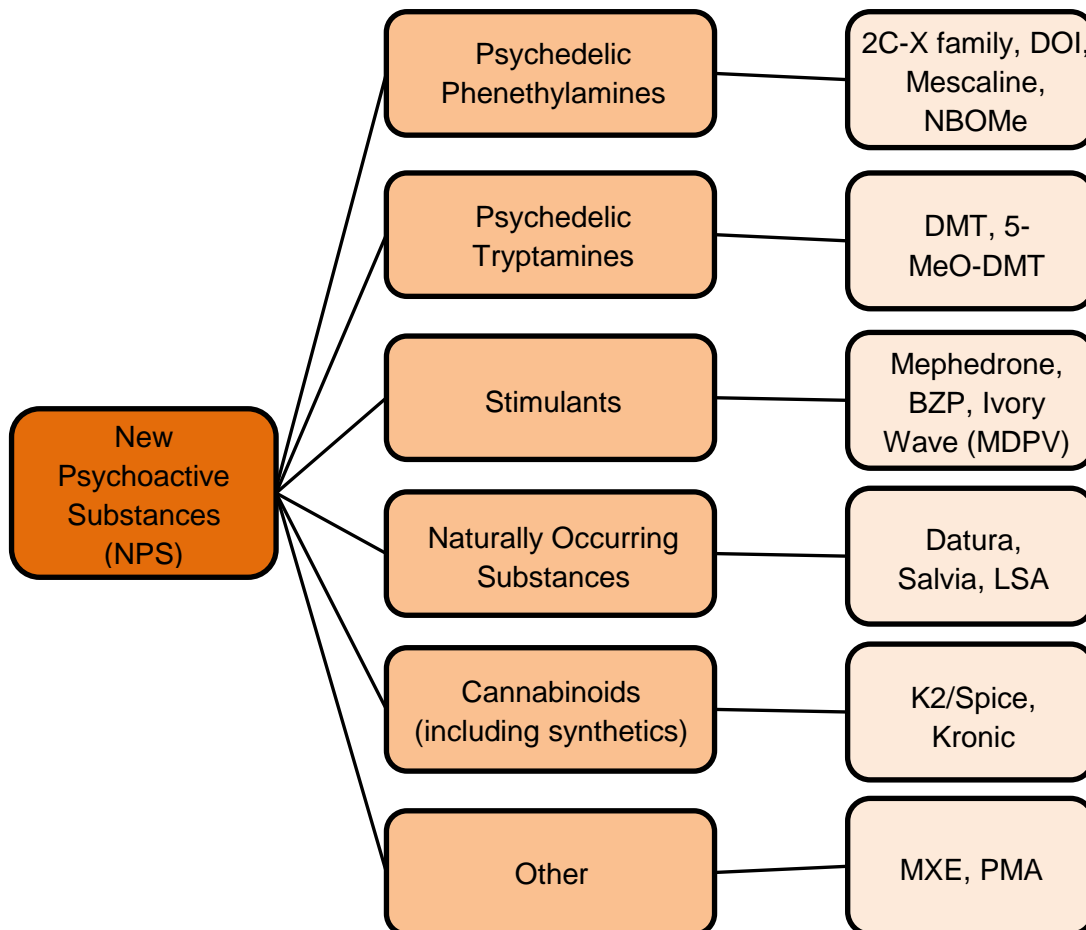 New
Psychoactive
Substances
(NPS)
Psychedelic
Phenethylamines
2C-X family, DOI,
Mescaline,
NBOMe
Psychedelic
Tryptamines
DMT, 5-
MeO-DMT
Stimulants
Mephedrone,
BZP, Ivory
Wave (MDPV)
Naturally Occurring
Substances
Datura,
Salvia, LSA
Cannabinoids
(including synthetics)
K2/Spice,
Kronic
Other
MXE, PMA